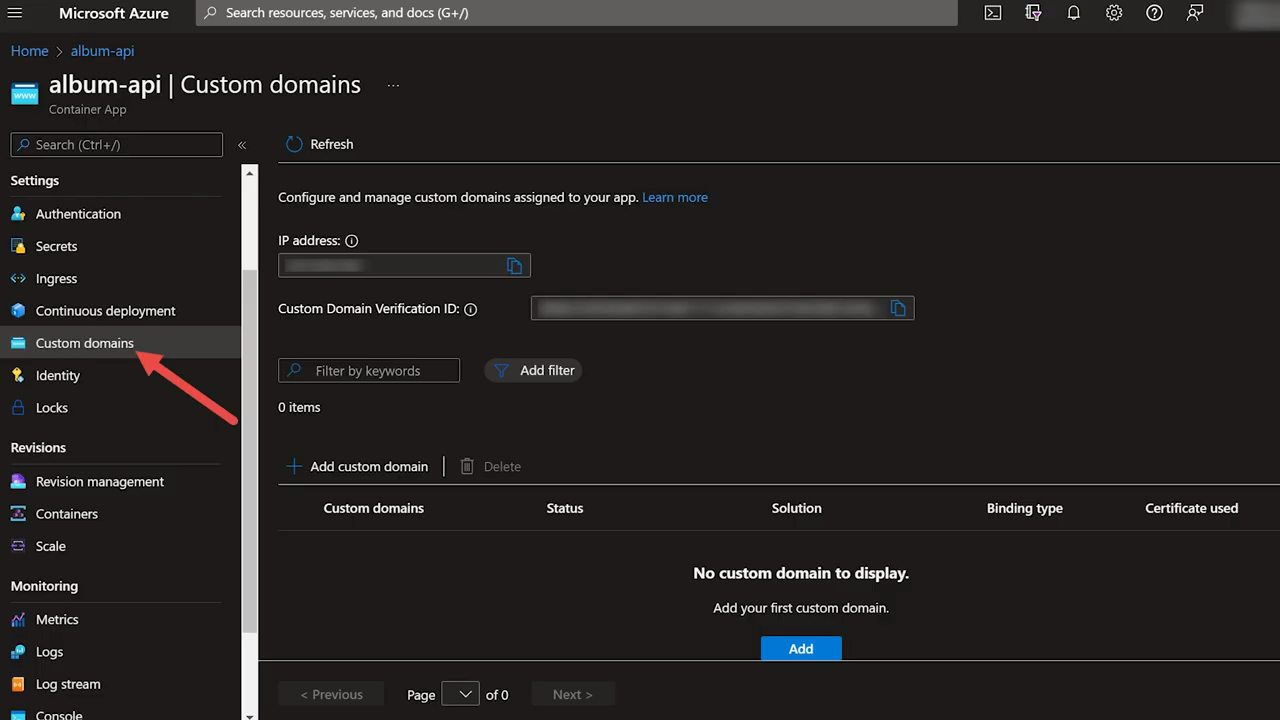 Microsoft Azure
Search resources, services, and docs (G+/)
Home > album-api
album-api | Custom domains ...
Container App
Search (Ctrl+/)
«
Settings
Authentication
Secrets
Ingress
Continuous deployment
Custom domains
Identity
Locks
Revisions
Revision management
Containers
Scale
Monitoring
Metrics
Logs
Log stream
Console
Refresh
Configure and manage custom domains assigned to your app. Learn more
IP address:
Custom Domain Verification ID:
Filter by keywords
Add filter
0 items
Add custom domain
Delete
Custom domains Status Solution Binding type Certificate used
No custom domain to display.
Add your first custom domain.
Add
< Previous Page of 0 Next >